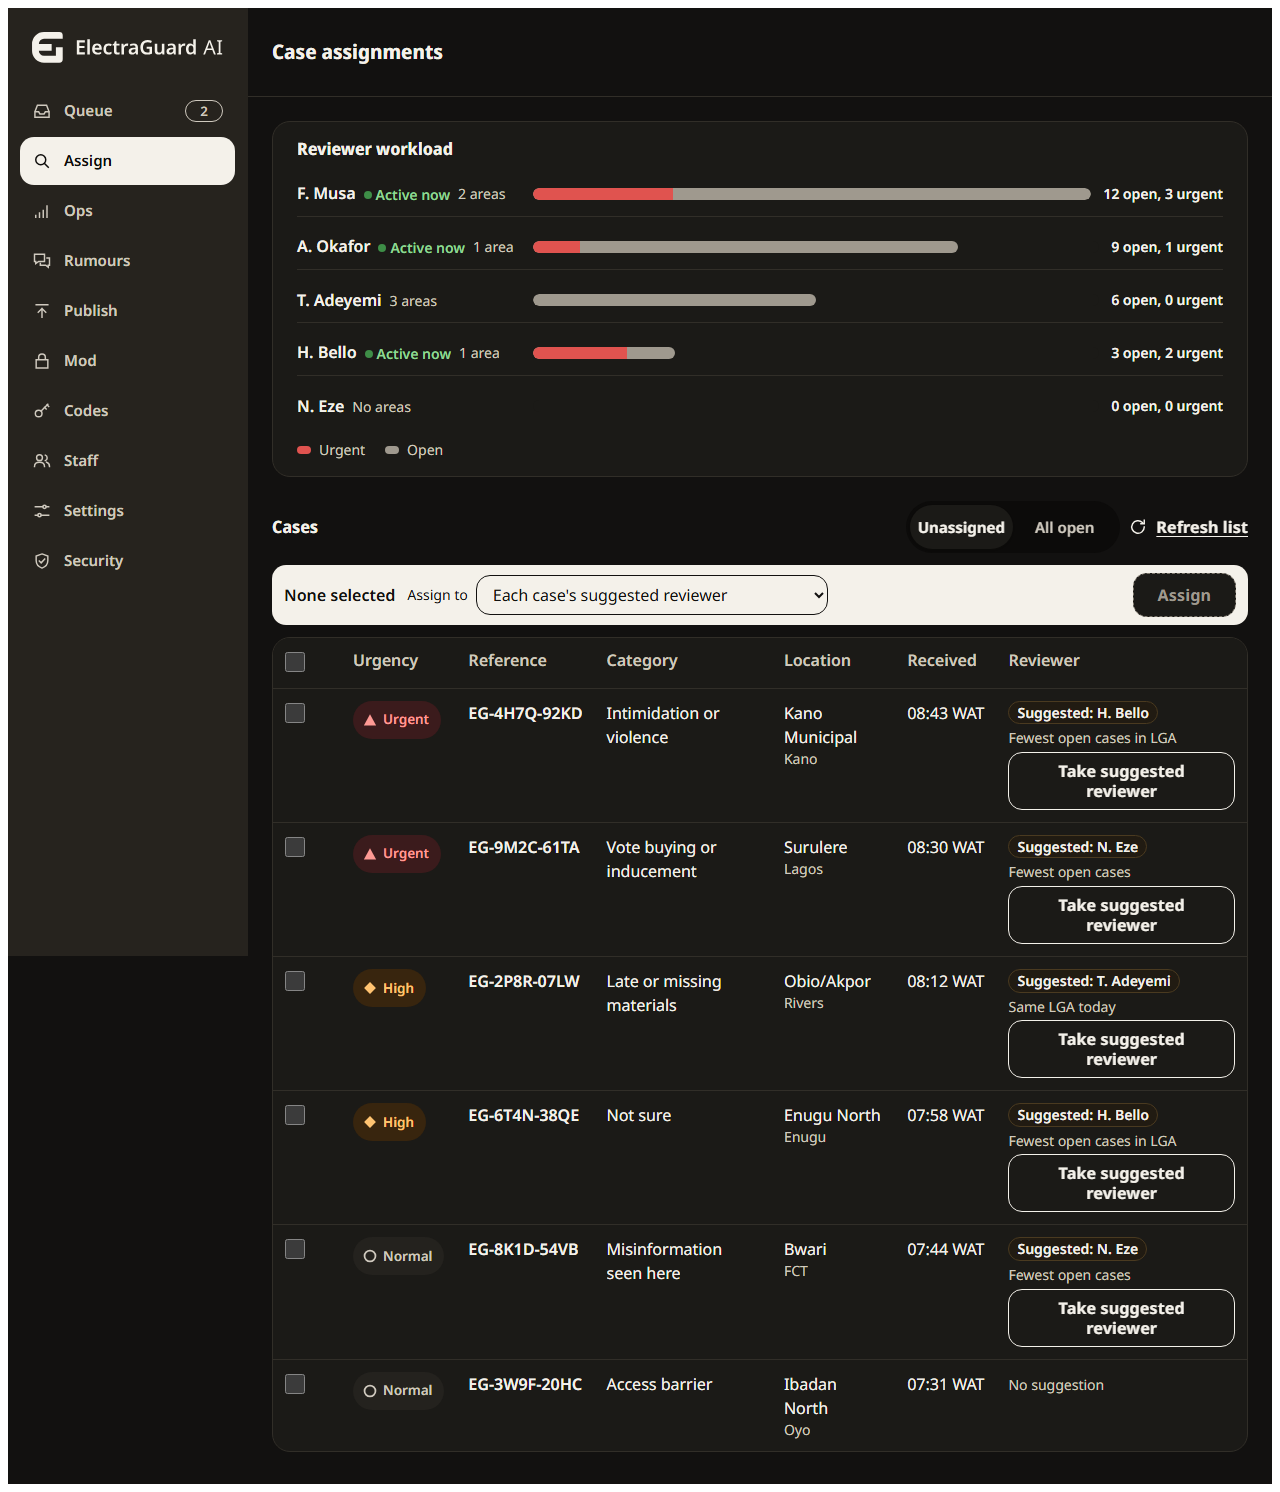 ElectraGuard AI
Queue 2
Assign
Ops
Rumours
Publish
Mod
Codes
Staff
Settings
Security
Case assignments
Reviewer workload
F. Musa Active now 2 areas 12 open, 3 urgent
A. Okafor Active now 1 area 9 open, 1 urgent
T. Adeyemi 3 areas 6 open, 0 urgent
H. Bello Active now 1 area 3 open, 2 urgent
N. Eze No areas 0 open, 0 urgent
Urgent Open
Cases Unassigned All open Refresh list
None selected Assign to Each case's suggested reviewer Assign
Urgency Reference Category Location Received Reviewer
Urgent EG-4H7Q-92KD Intimidation or Kano 08:43 WAT Suggested: H. Bello
violence Municipal Fewest open cases in LGA
Kano Take suggested
reviewer
Urgent EG-9M2C-61TA Vote buying or Surulere 08:30 WAT Suggested: N. Eze
inducement Lagos Fewest open cases
Take suggested
reviewer
High EG-2P8R-07LW Late or missing Obio/Akpor 08:12 WAT Suggested: T. Adeyemi
materials Rivers Same LGA today
Take suggested
reviewer
High EG-6T4N-38QE Not sure Enugu North 07:58 WAT Suggested: H. Bello
Enugu Fewest open cases in LGA
Take suggested
reviewer
Normal EG-8K1D-54VB Misinformation Bwari 07:44 WAT Suggested: N. Eze
seen here FCT Fewest open cases
Take suggested
reviewer
Normal EG-3W9F-20HC Access barrier Ibadan 07:31 WAT No suggestion
North
Oyo